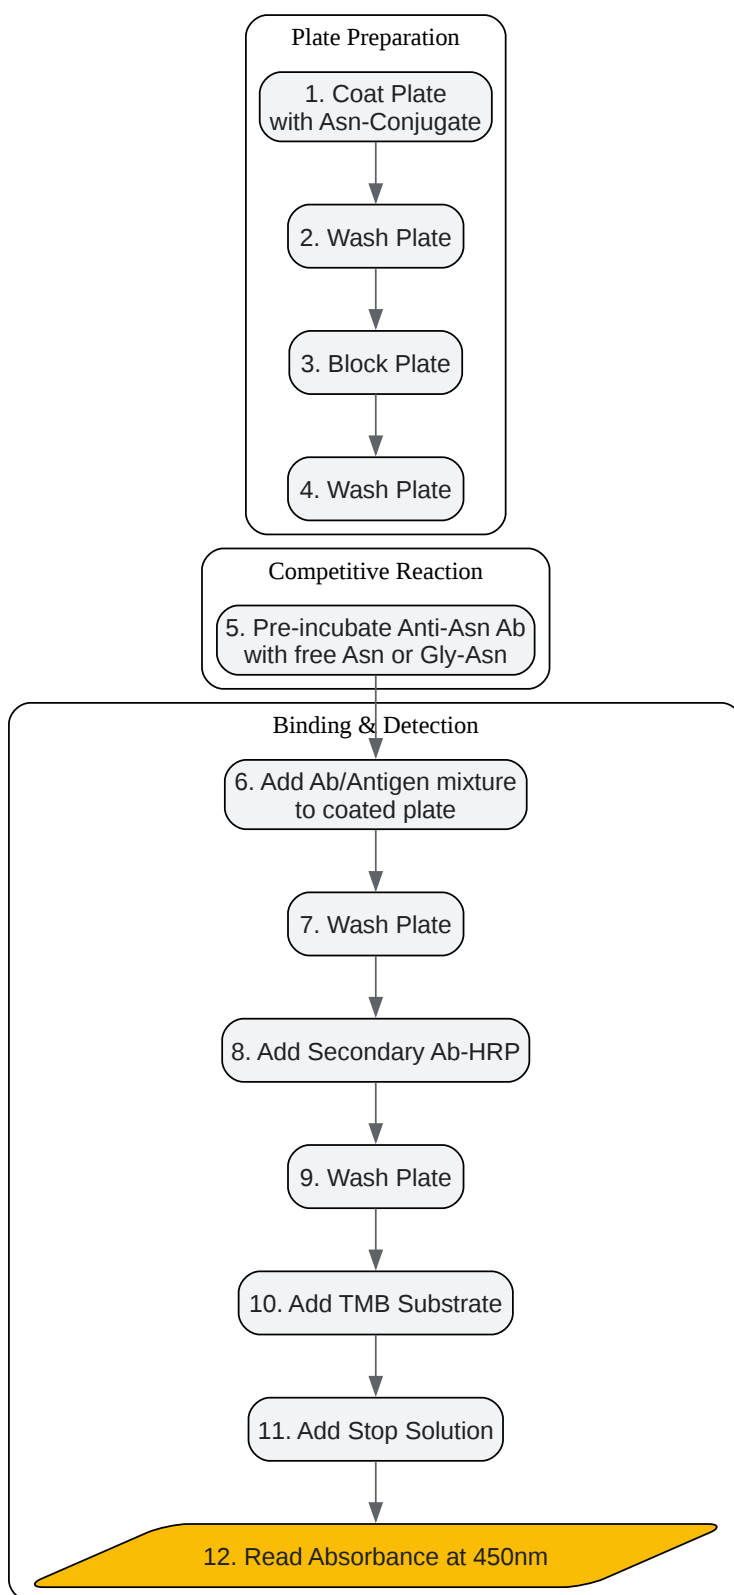 Plate Preparation
1. Coat Plate
with Asn-Conjugate
2. Wash Plate
3. Block Plate
4. Wash Plate
Competitive Reaction
5. Pre-incubate Anti-Asn Ab
with free Asn or Gly-Asn
Binding & Detection
6. Add Ab/Antigen mixture
to coated plate
7. Wash Plate
8. Add Secondary Ab-HRP
9. Wash Plate
10. Add TMB Substrate
11. Add Stop Solution
12. Read Absorbance at 450nm